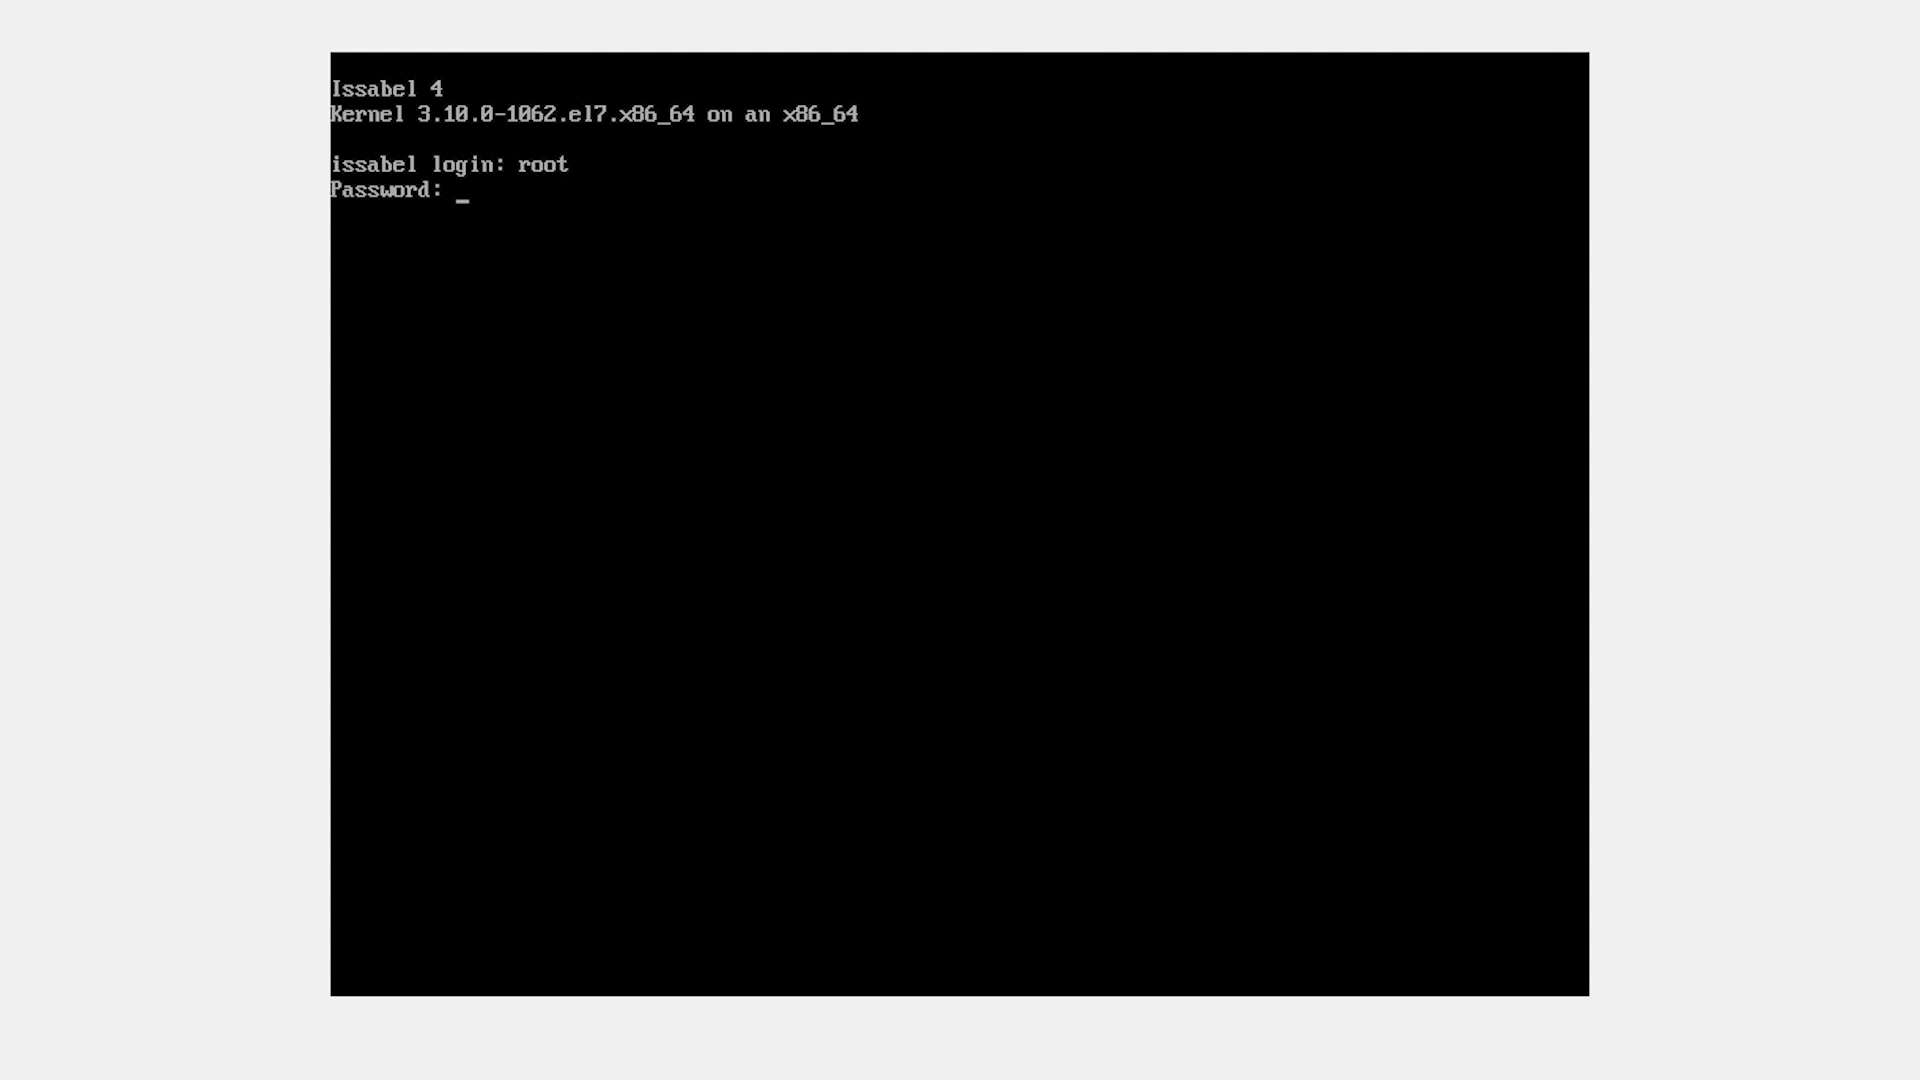 Issabel 4
Kernel 3.10.0-1062.el7.x86_64 on an x86_64
issabel login: root
Password: _